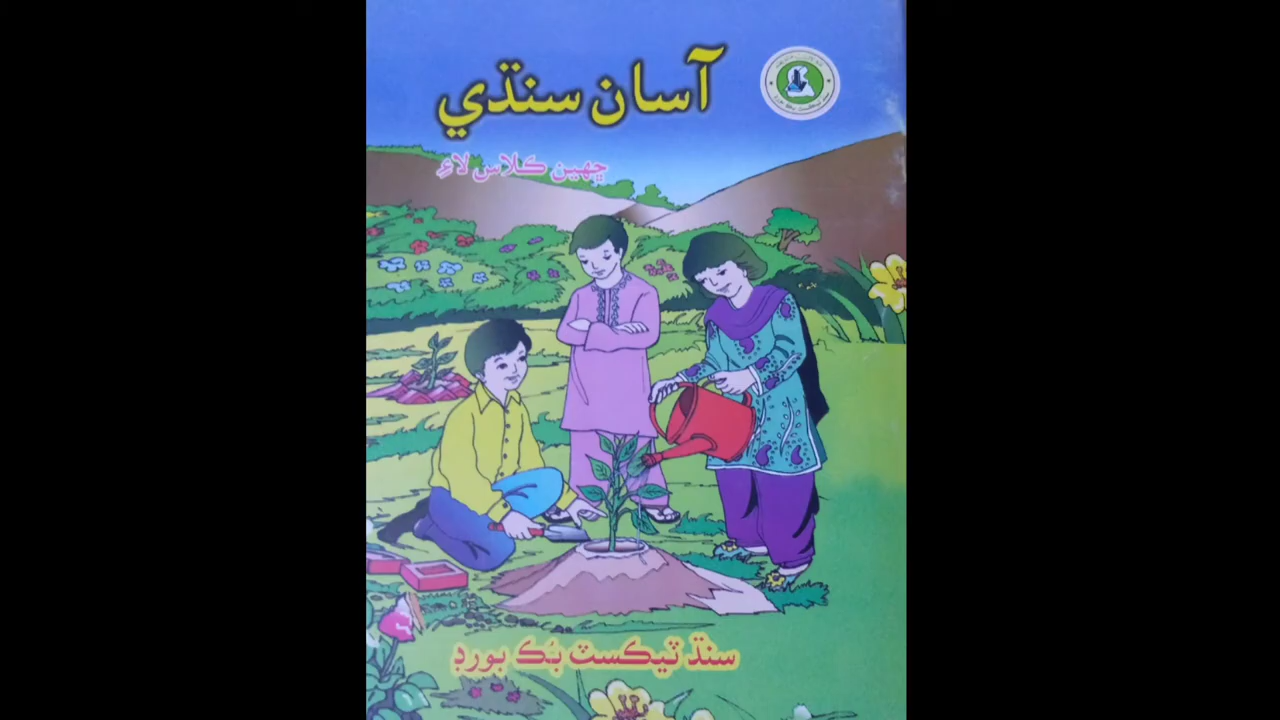 آسان سنڌي
ڇهين ڪلاس لاءِ
سنڌ ٽيڪسٽ بُڪ بورڊ